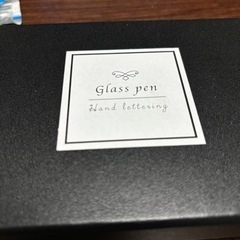 Glass pen
Hand lettering